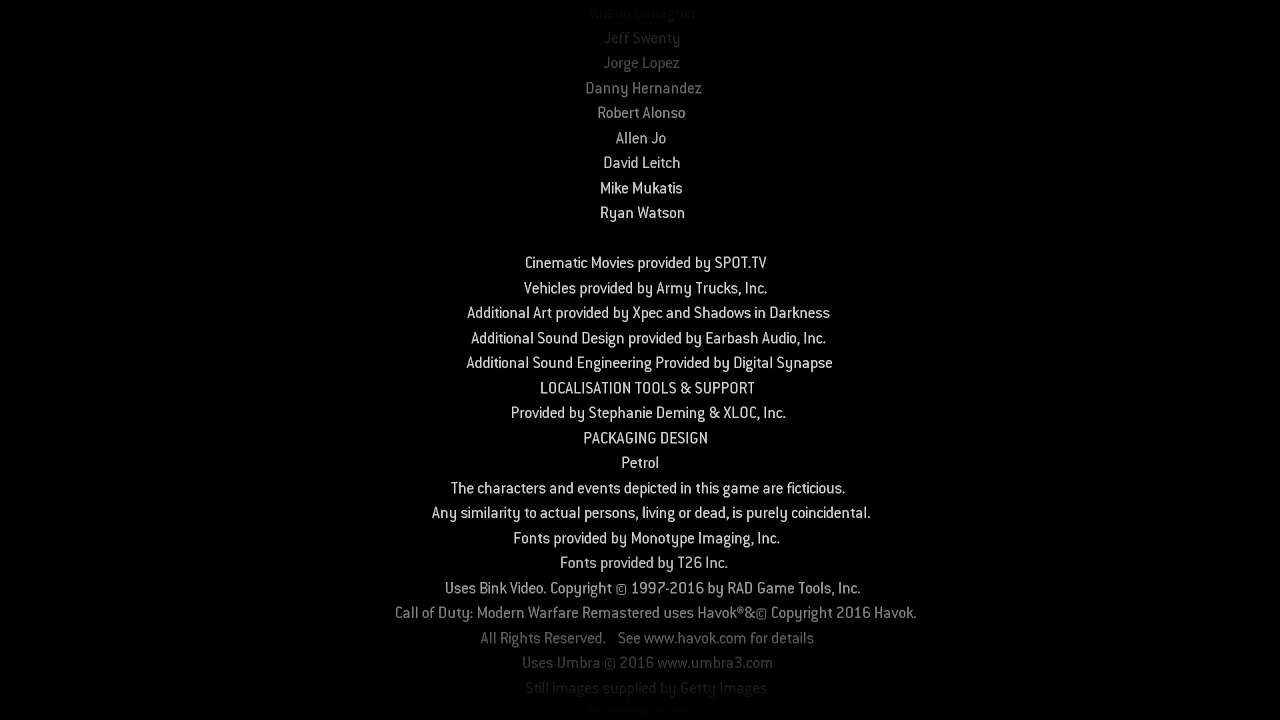 Jeff Swenty
Jorge Lopez
Danny Hernandez
Robert Alonso
Allen Jo
David Leitch
Mike Mukatis
Ryan Watson
Cinematic Movies provided by SPOT.TV
Vehicles provided by Army Trucks, Inc.
Additional Art provided by Xpec and Shadows in Darkness
Additional Sound Design provided by Earbash Audio, Inc.
Additional Sound Engineering Provided by Digital Synapse
LOCALISATION TOOLS & SUPPORT
Provided by Stephanie Deming & XLOC, Inc.
PACKAGING DESIGN
Petrol
The characters and events depicted in this game are ficticious.
Any similarity to actual persons, living or dead, is purely coincidental.
Fonts provided by Monotype Imaging, Inc.
Fonts provided by T26 Inc.
Uses Bink Video. Copyright © 1997-2016 by RAD Game Tools, Inc.
Call of Duty: Modern Warfare Remastered uses Havok®&© Copyright 2016 Havok.
All Rights Reserved. See www.havok.com for details
Uses Umbra © 2016 www.umbra3.com
Still images supplied by Getty Images